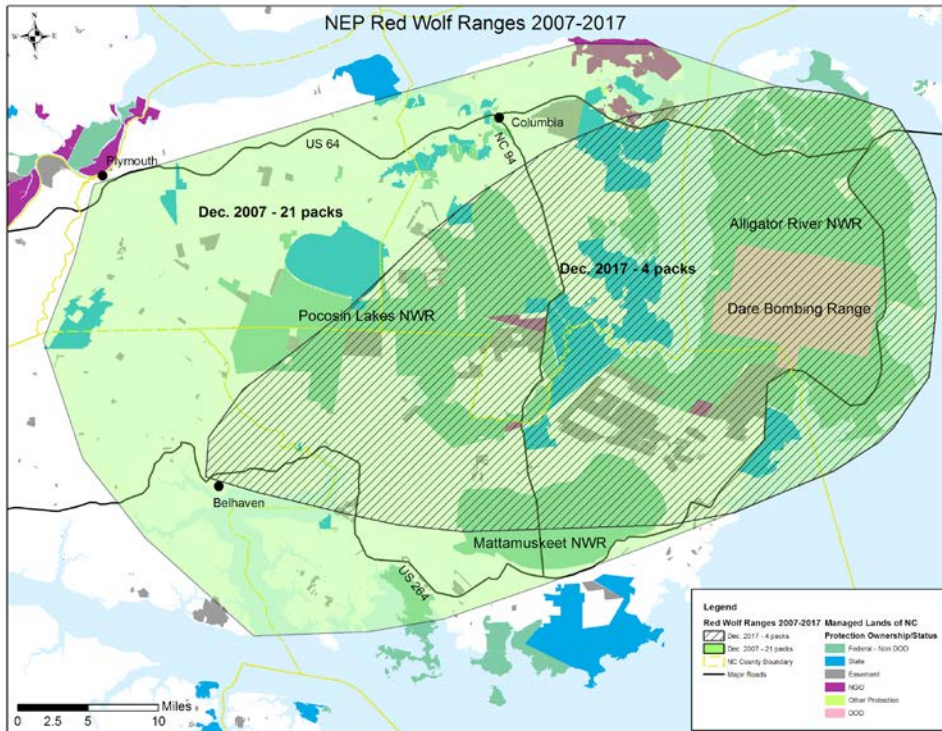 NEP Red Wolf Ranges 2007-2017
N
W
E
S
Columbia
US 64
NC 94
Plymouth
Dec. 2007 - 21 packs
Alligator River NWR
Dec. 2017 - 4 packs
Pocosin Lakes NWR
Dare Bombing Range
Belhaven
Mattamuskeet NWR
US 264
Legend
Red Wolf Ranges 2007-2017
Dec. 2017 - 4 packs
Dec. 2007 - 21 packs
NC County Boundary
Major Roads
Managed Lands of NC
Protection Ownership/Status
Federal - Non DOD
State
Easement
NGO
Other Protection
DOD
Miles
0 2.5 5 10